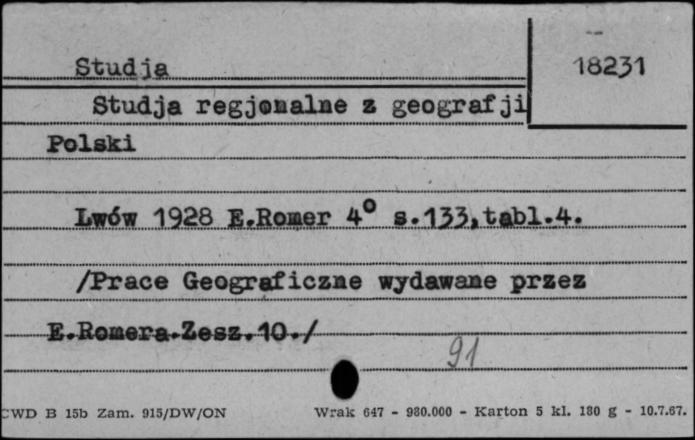 Studja
18231
Studja regjonalne z geografji
Polski
Lwów 1928 E.Romer 4° s.133,tabl.4.
/Prace Geograficzne wydawane przez
E.Romera.Zesz.10./
91
CWD B 15b Zam. 915/DW/ON Wrak 647 - 980.000 - Karton 5 kl. 180 g - 10.7.67.